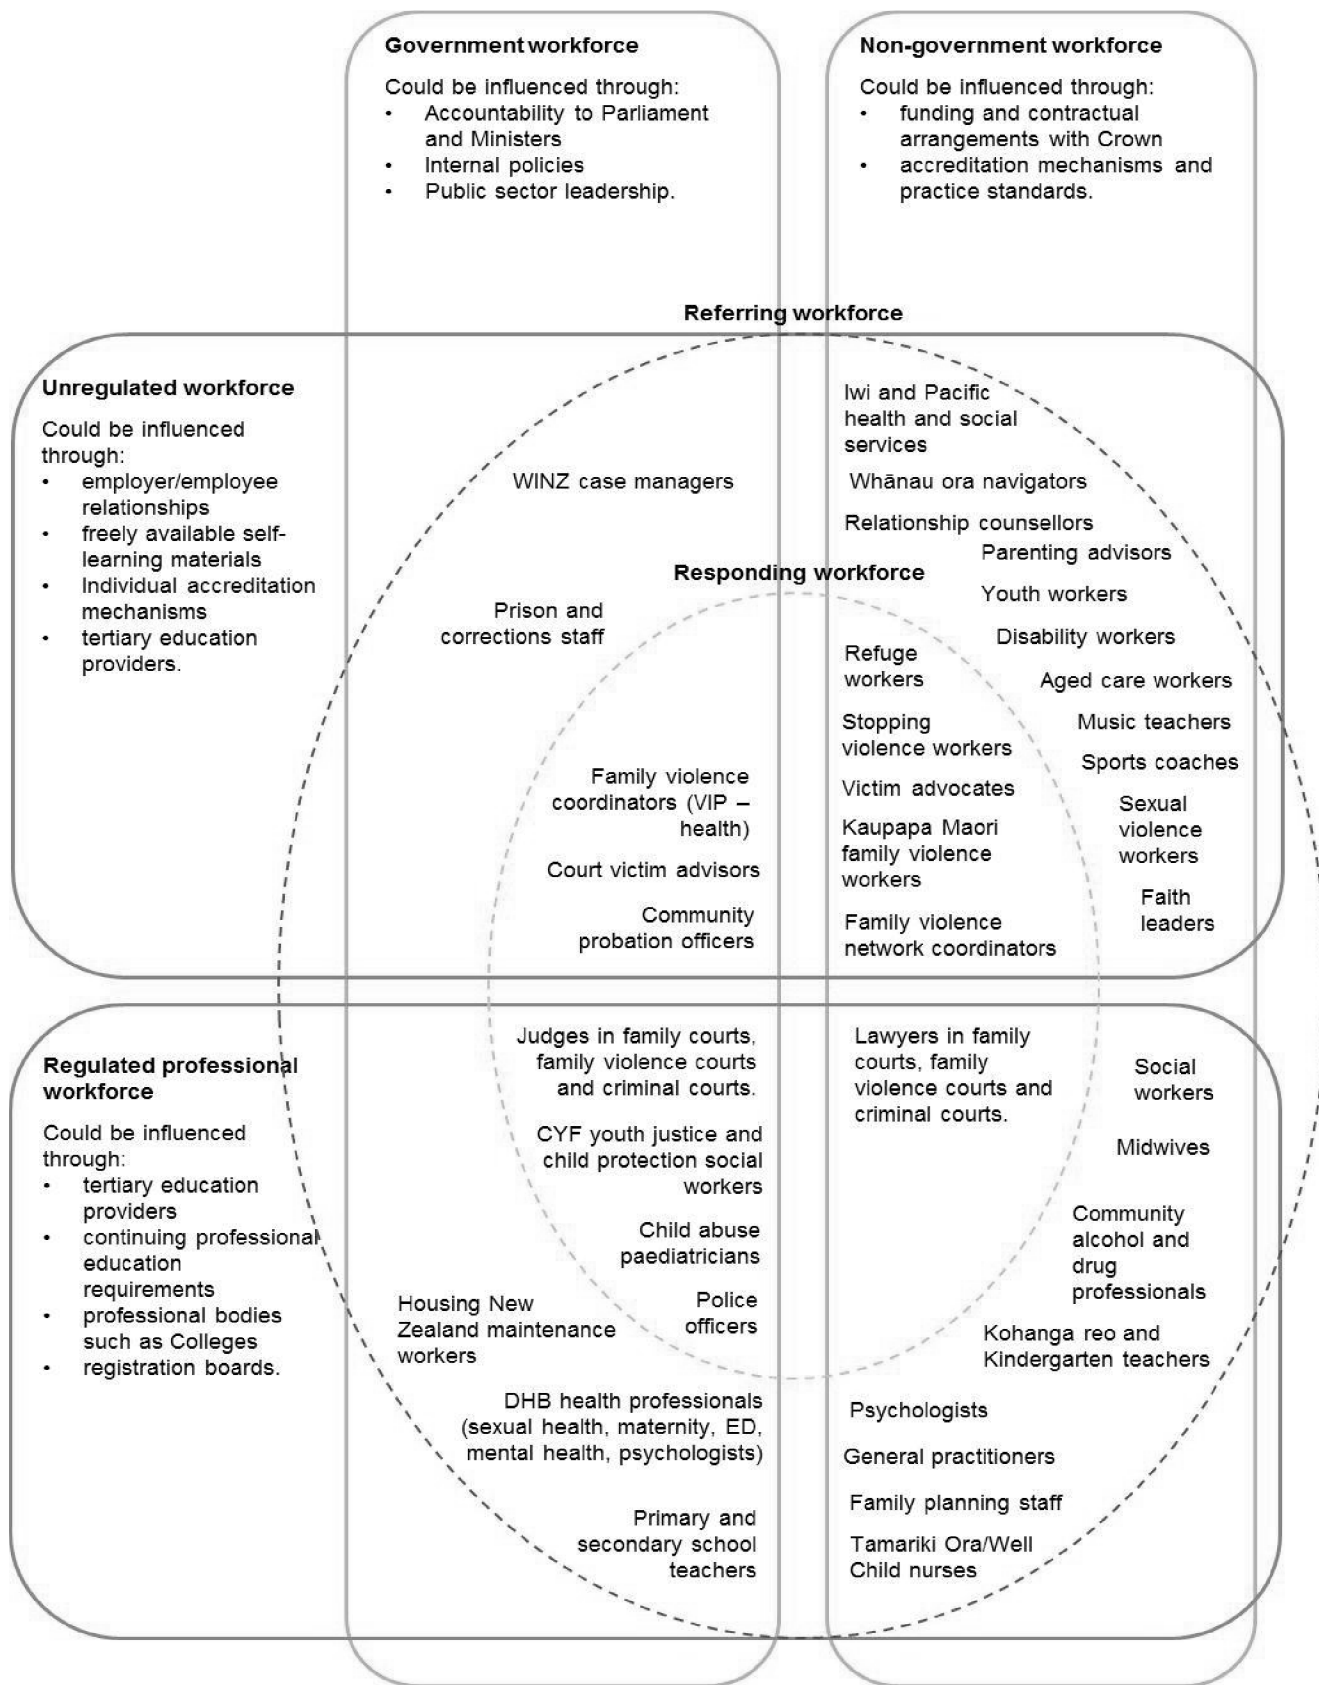 Government workforce
Could be influenced through:
• Accountability to Parliament
and Ministers
• Internal policies
• Public sector leadership.
Non-government workforce
Could be influenced through:
• funding and contractual
arrangements with Crown
• accreditation mechanisms and
practice standards.
Referring workforce
Unregulated workforce
Could be influenced
through:
• employer/employee
relationships
• freely available self-
learning materials
• Individual accreditation
mechanisms
• tertiary education
providers.
WINZ case managers
Prison and
corrections staff
Iwi and Pacific
health and social
services
Whānau ora navigators
Relationship counsellors
Parenting advisors
Youth workers
Disability workers
Aged care workers
Music teachers
Sports coaches
Sexual
violence
workers
Faith
leaders
Responding workforce
Family violence
coordinators (VIP –
health)
Court victim advisors
Community
probation officers
Refuge
workers
Stopping
violence workers
Victim advocates
Kaupapa Maori
family violence
workers
Family violence
network coordinators
Regulated professional
workforce
Could be influenced
through:
• tertiary education
providers
• continuing professional
education
requirements
• professional bodies
such as Colleges
• registration boards.
Judges in family courts,
family violence courts
and criminal courts.
CYF youth justice and
child protection social
workers
Child abuse
paediatricians
Police
officers
Housing New
Zealand maintenance
workers
DHB health professionals
(sexual health, maternity, ED,
mental health, psychologists)
Primary and
secondary school
teachers
Lawyers in family
courts, family
violence courts and
criminal courts.
Social
workers
Midwives
Community
alcohol and
drug
professionals
Kohanga reo and
Kindergarten teachers
Psychologists
General practitioners
Family planning staff
Tamariki Ora/Well
Child nurses